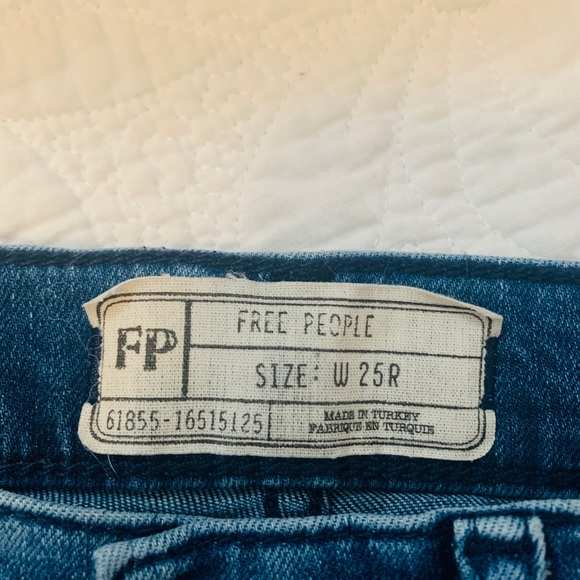 FP
FREE PEOPLE
SIZE: W 25R
61855-16515125
MADE IN TURKEY
FABRIQUE EN TURQUIE